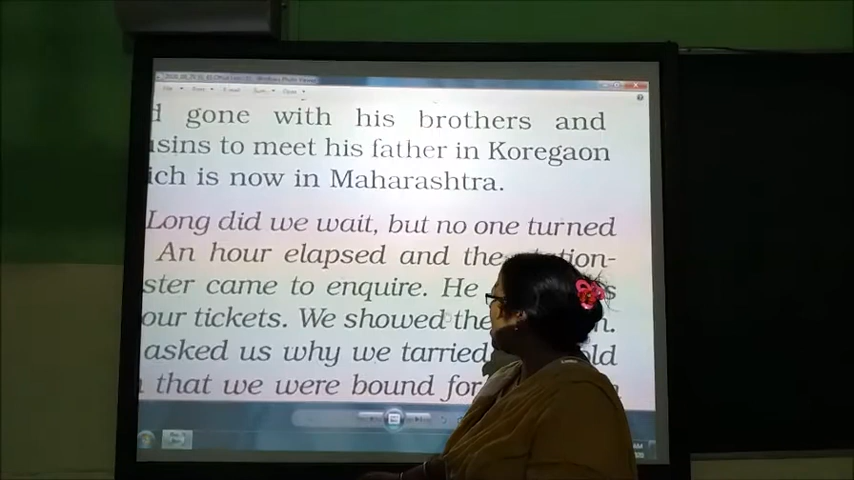 gone with his brothers and
usins to meet his father in Koregaon
ich is now in Maharashtra.
Long did we wait, but no one turned
An hour elapsed and the station-
ster came to enquire. He
our tickets. We showed
asked us why we tarried
that we were bound for